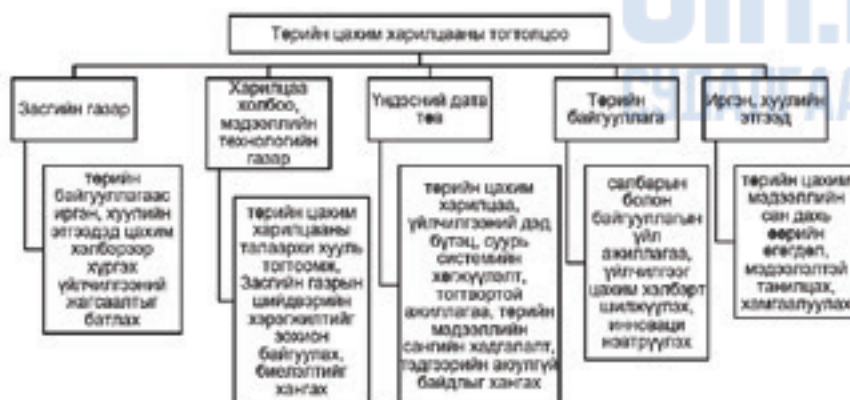 Төрийн цахим харилцааны тогтолцоо
Засгийн газар
төрийн
байгууллагаас
иргэн, хуулийн
этгээдэд цахим
хэлбэрээр
хүргэх
үйлчилгээний
жагсаалтыг
батлах
Харилцаа
холбоо,
мэдээллийн
технологийн
газар
төрийн цахим
харилцааны
талаархи хууль
тогтоомж,
Засгийн газрын
шийдвэрийн
хэрэгжилтийг
зохион
байгуулах,
биелэлтийг
хангах
Үндэсний дата
төв
төрийн цахим
харилцаа,
үйлчилгээний дэд
бүтэц, суурь
системийн
хөгжүүлэлт,
тогтвортой
ажиллагаа, төрийн
мэдээллийн
сангийн хадгалалт,
тэдгээрийн аюулгүй
байдлыг хангах
Төрийн
байгууллага
салбарын
болон
байгууллагын
үйл
ажиллагаа,
үйлчилгээг
цахим хэлбэрт
шилжүүлэх,
инноваци
нэвтрүүлэх
Иргэн, хуулийн
этгээд
төрийн цахим
мэдээллийн
сан дахь
өөрийн
өгөгдөл,
мэдээлэлтэй
танилцах,
хамгаалуулах